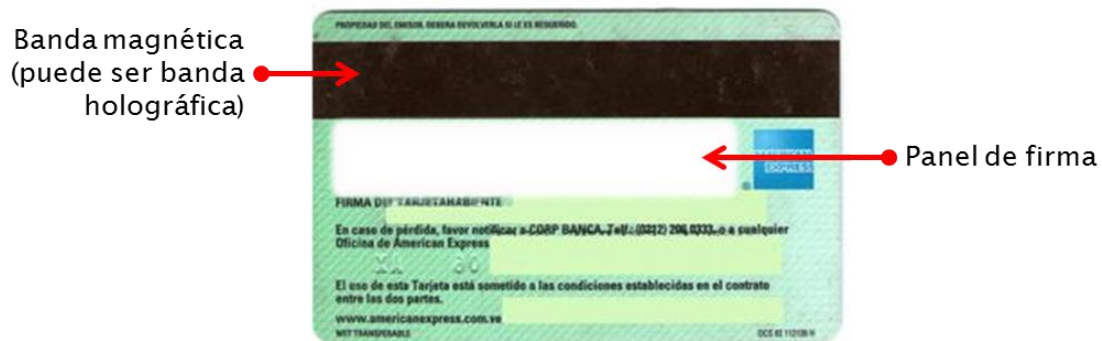 Banda magnética
(puede ser banda
holográfica)
PROPIEDAD DEL EMISOR. DEBERA DEVOLVERLA SI LE ES REQUERIDO.
AMERICAN
EXPRESS
®
Panel de firma
FIRMA DEL TARJETAHABIENTE
En caso de pérdida, favor notificar a CORP BANCA. Telf.: (0212) 206.0333. o a cualquier
Oficina de American Express
El uso de esta Tarjeta está sometido a las condiciones establecidas en el contrato
entre las dos partes.
www.americanexpress.com.ve
NOT TRANSFERABLE